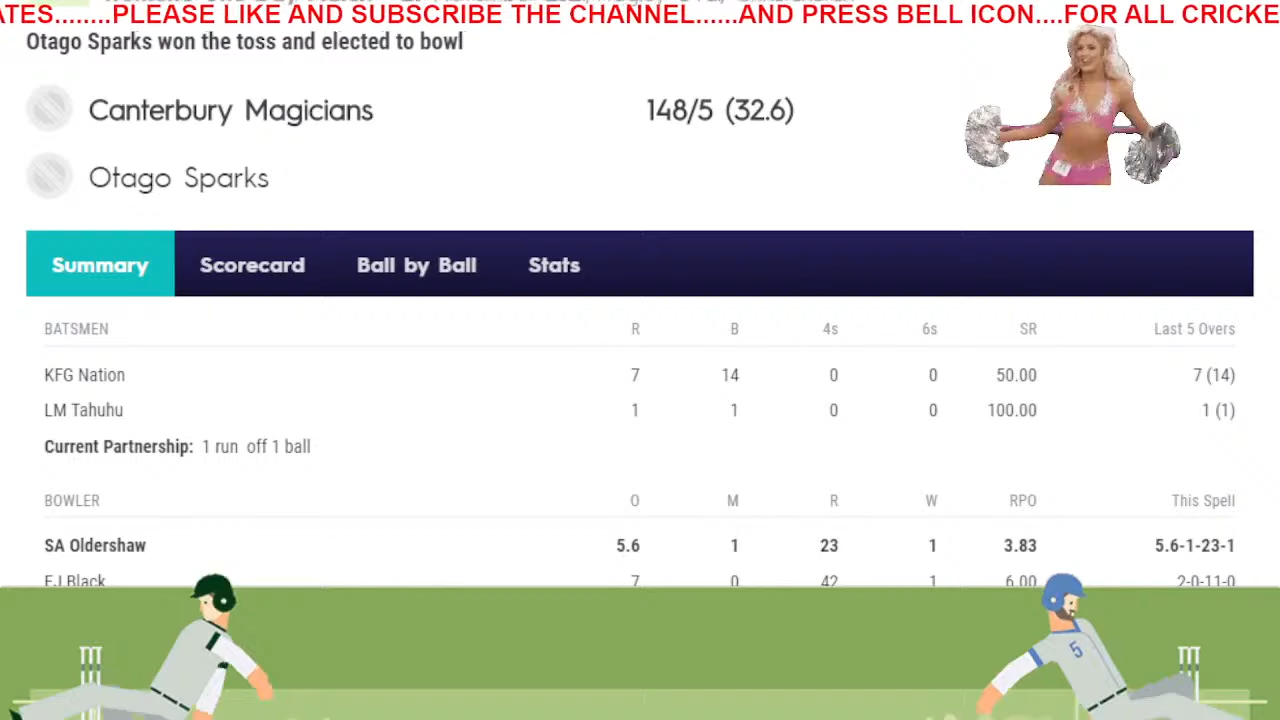 ATES........PLEASE LIKE AND SUBSCRIBE THE CHANNEL......AND PRESS BELL ICON....FOR ALL CRICKE
Otago Sparks won the toss and elected to bowl
Canterbury Magicians 148/5 (32.6)
Otago Sparks
Summary Scorecard Ball by Ball Stats
BATSMEN R B 4s 6s SR Last 5 Overs
KFG Nation 7 14 0 0 50.00 7 (14)
LM Tahuhu 1 1 0 0 100.00 1 (1)
Current Partnership: 1 run off 1 ball
BOWLER O M R W RPO This Spell
SA Oldershaw 5.6 1 23 1 3.83 5.6-1-23-1
EJ Black 7 0 42 1 6.00 2-0-11-0
5